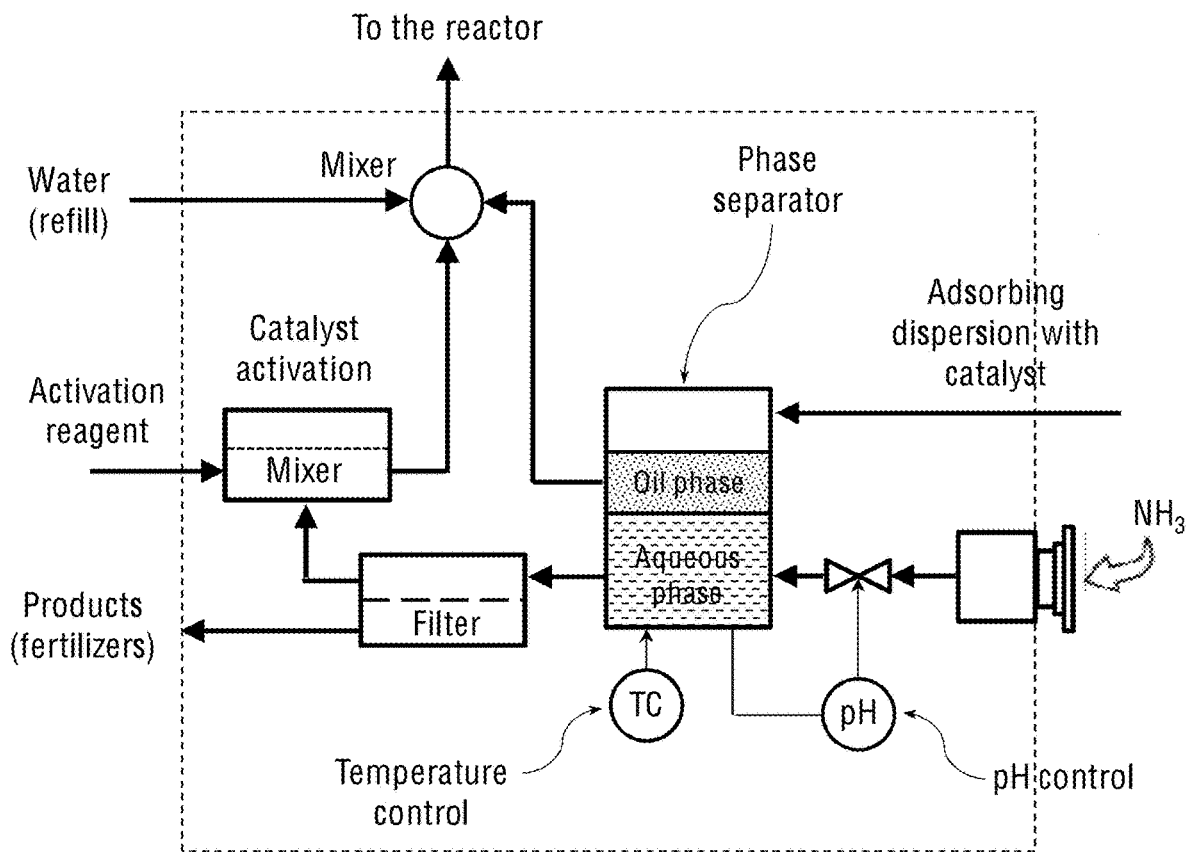 To the reactor
Mixer
Water
(refill)
Phase
separator
Adsorbing
dispersion with
catalyst
Catalyst
activation
Activation
reagent
Mixer
Oil phase
NH₃
Aqueous
phase
Products
(fertilizers)
Filter
TC
pH
Temperature
control
pH control